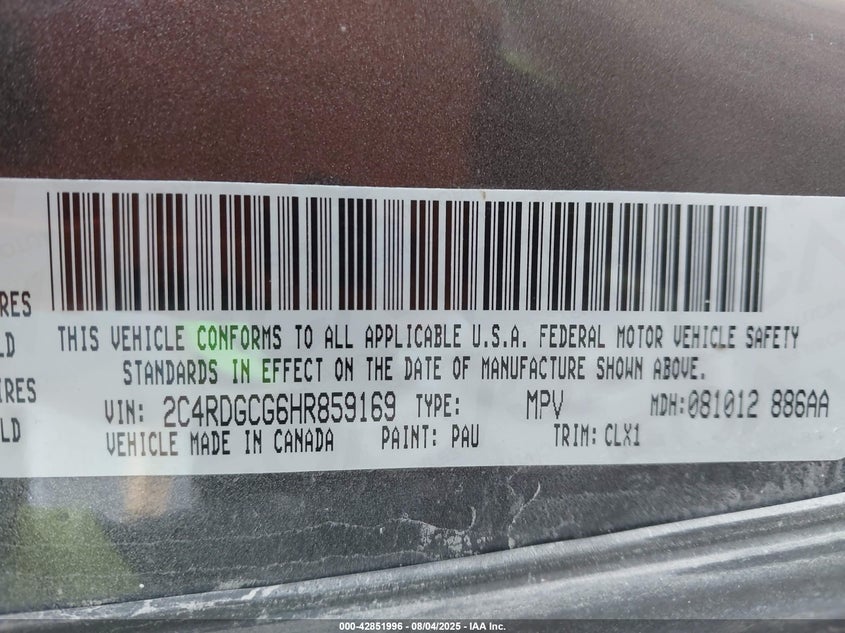 RES
LD
IRES
LD
THIS VEHICLE CONFORMS TO ALL APPLICABLE U.S.A. FEDERAL MOTOR VEHICLE SAFETY
STANDARDS IN EFFECT ON THE DATE OF MANUFACTURE SHOWN ABOVE.
VIN: 2C4RDGCG6HR859169 TYPE: MPV MDH:081012 886AA
VEHICLE MADE IN CANADA PAINT: PAU TRIM: CLX1
000-42851996 - 08/04/2025 - IAA Inc.